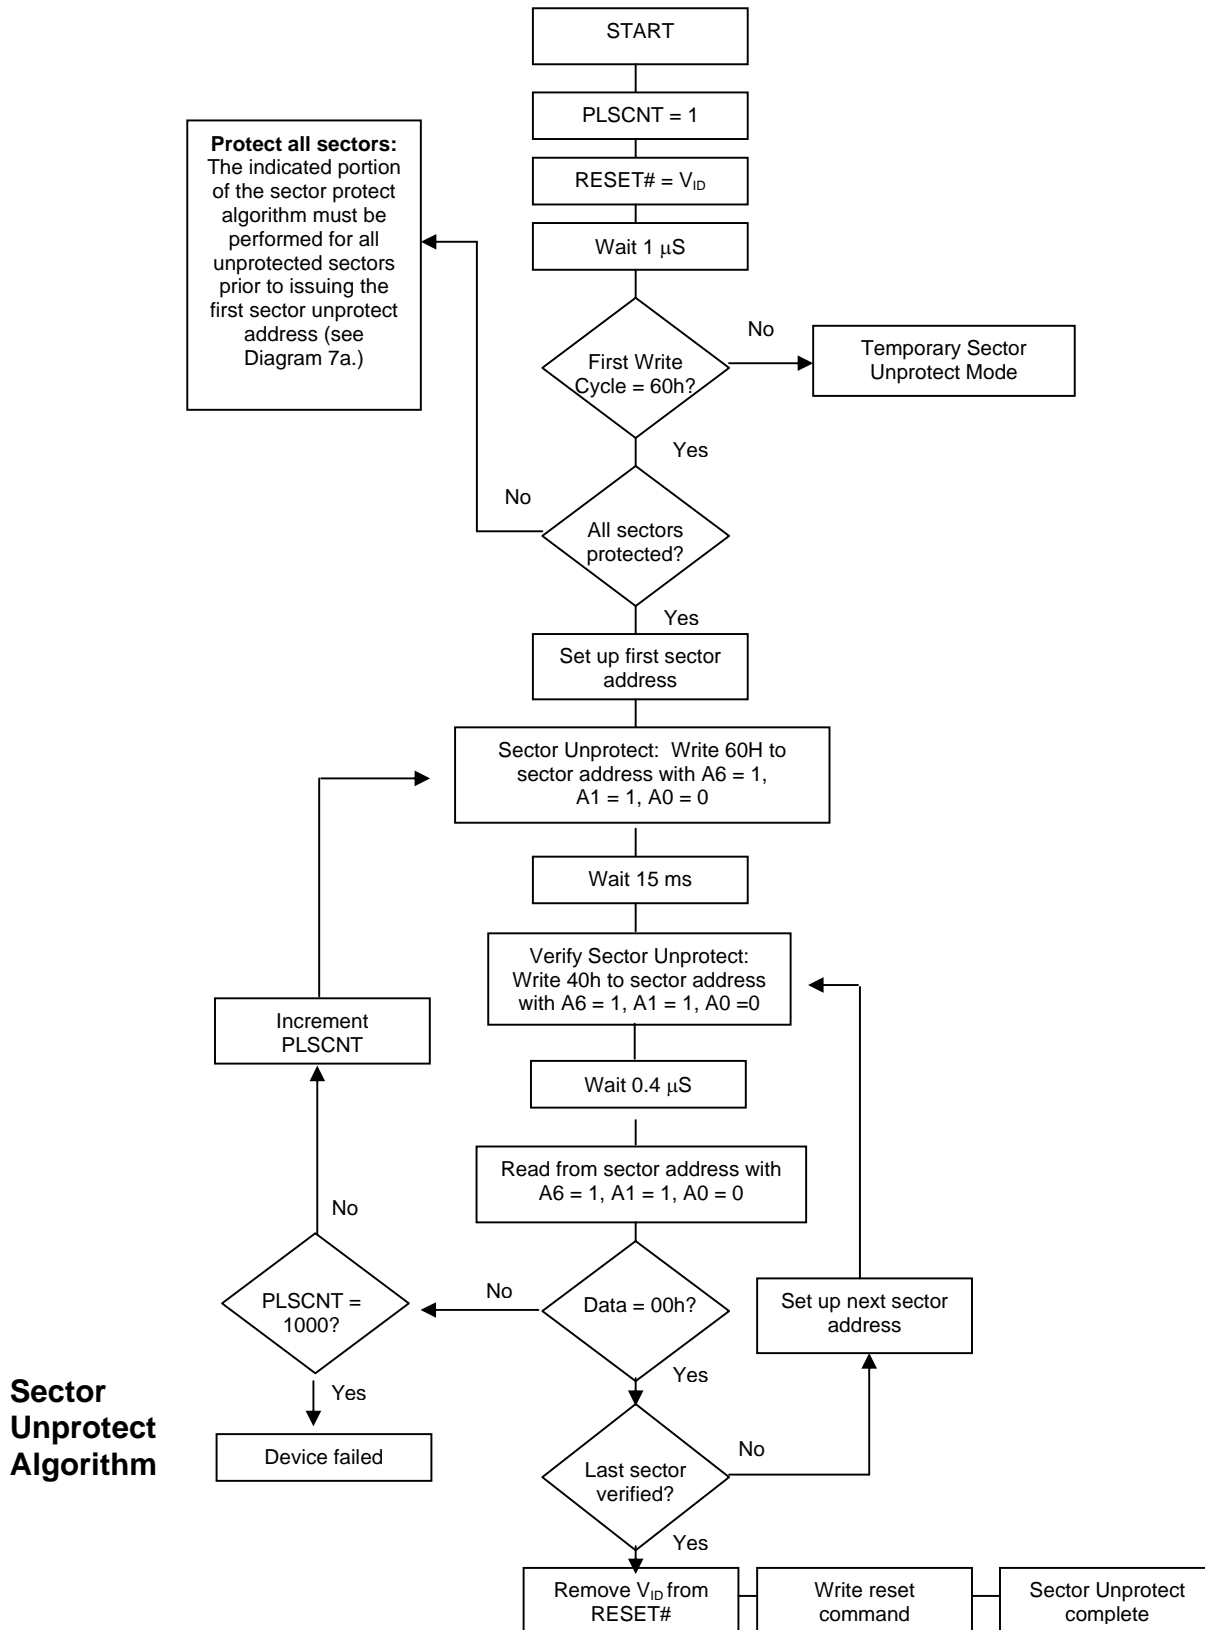 START
PLSCNT = 1
RESET# = VID
Wait 1 μS
Protect all sectors:
The indicated portion
of the sector protect
algorithm must be
performed for all
unprotected sectors
prior to issuing the
first sector unprotect
address (see
Diagram 7a.)
First Write
Cycle = 60h?
No
Temporary Sector
Unprotect Mode
Yes
No
All sectors
protected?
Yes
Set up first sector
address
Sector Unprotect:  Write 60H to
sector address with A6 = 1,
A1 = 1, A0 = 0
Wait 15 ms
Verify Sector Unprotect:
Write 40h to sector address
with A6 = 1, A1 = 1, A0 =0
Increment
PLSCNT
Wait 0.4 μS
Read from sector address with
A6 = 1, A1 = 1, A0 = 0
No
PLSCNT =
1000?
No
Data = 00h?
Set up next sector
address
Yes
Yes
Sector
Unprotect
Algorithm
Device failed
Last sector
verified?
No
Yes
Remove VID from
RESET#
Write reset
command
Sector Unprotect
complete